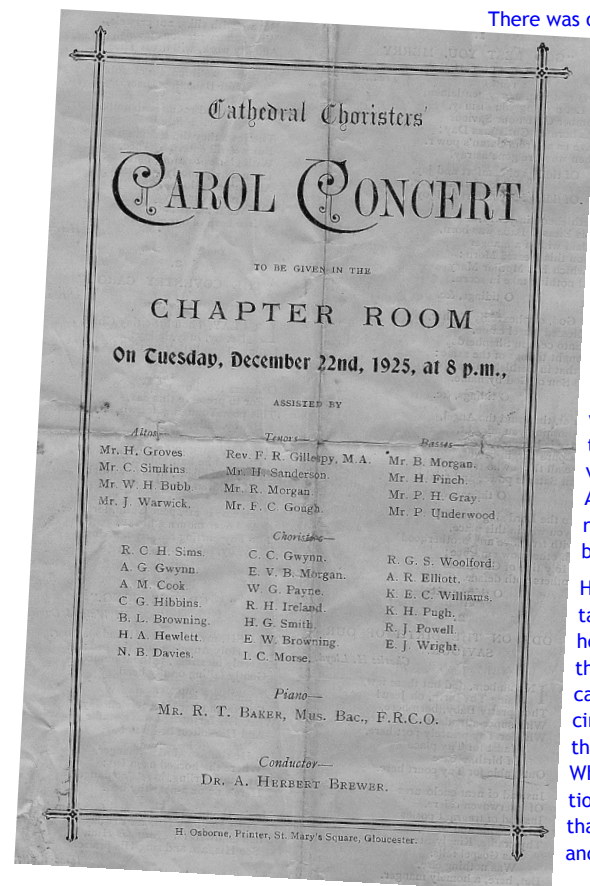 There was
Cathedral Choristers'
CAROL CONCERT
TO BE GIVEN IN THE
CHAPTER ROOM
On Tuesday, December 22nd, 1925, at 8 p.m.,
ASSISTED BY
Altos—
Mr. H. Groves
Mr. C. Simkins
Mr. W. H. Bubb.
Mr. J. Warwick.
Tenors—
Rev. F. R. Gillespy, M.A.
Mr. H. Sanderson.
Mr. R. Morgan.
Mr. F. C. Gough.
Basses—
Mr. B. Morgan.
Mr. H. Finch.
Mr. P. H. Gray.
Mr. P. Underwood.
Choristers—
R. C. H. Sims.
A. G. Gwynn.
A. M. Cook.
C. G. Hibbins.
B. L. Browning.
H. A. Hewlett.
N. B. Davies.
C. C. Gwynn.
E. V. B. Morgan.
W. G. Payne.
R. H. Ireland.
H. G. Smith.
E. W. Browning.
I. C. Morse.
R. G. S. Woolford.
A. R. Elliott.
K. E. C. Williams.
K. H. Pugh.
R. J. Powell.
E. J. Wright.
Piano—
MR. R. T. BAKER, MUS. BAC., F.R.C.O.
Conductor—
DR. A. HERBERT BREWER.
H. Osborne, Printer, St. Mary's Square, Gloucester.